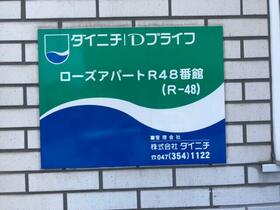 ダイニチ|Dプライフ
ローズアパートR48番館
(R-48)
■管理会社
株式会社 ダイニチ
☎047(354)1122